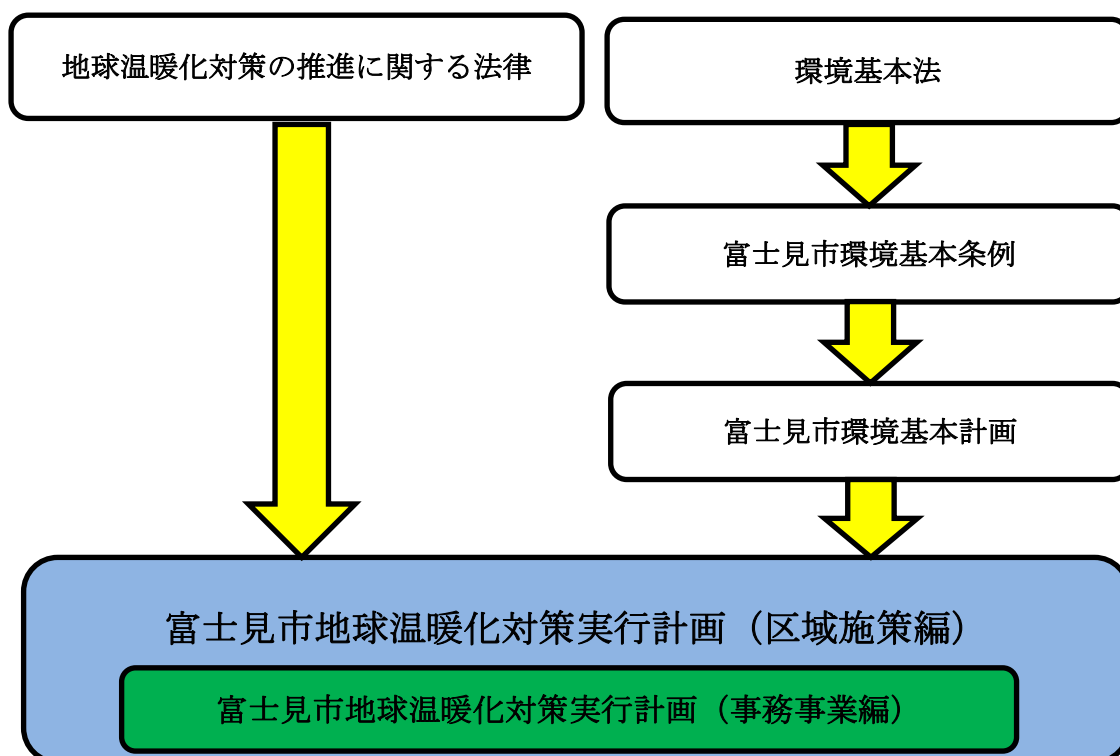 地球温暖化対策の推進に関する法律
環境基本法
富士見市環境基本条例
富士見市環境基本計画
富士見市地球温暖化対策実行計画（区域施策編）
富士見市地球温暖化対策実行計画（事務事業編）